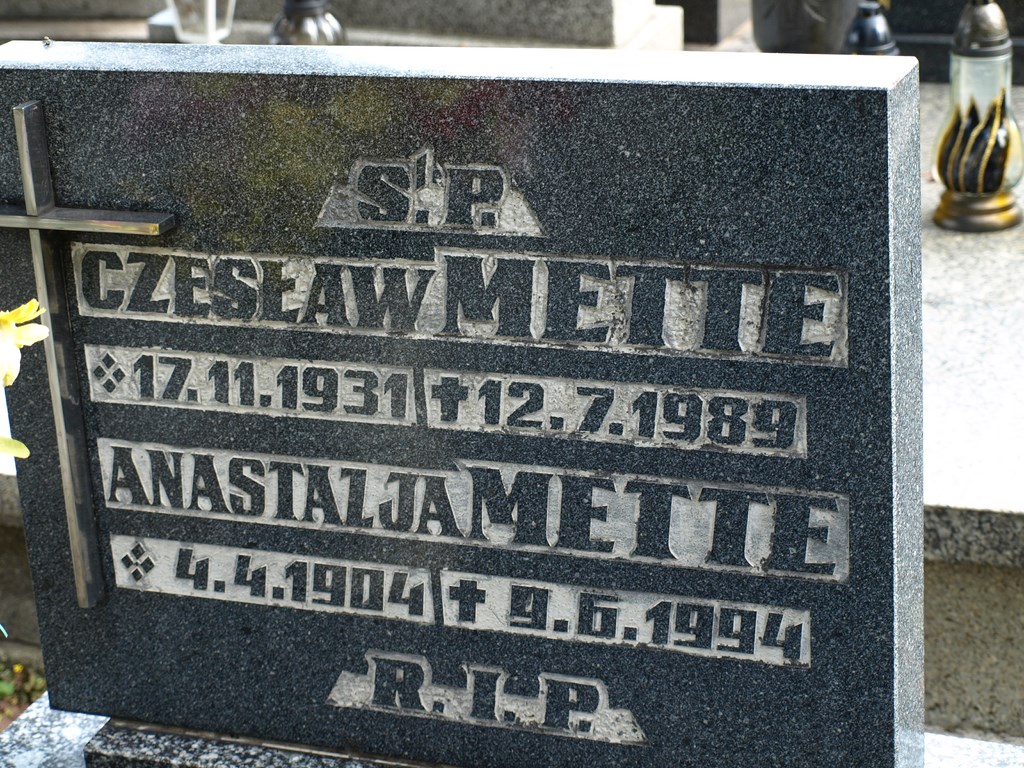 Ś.P.
CZESŁAW METTE
17.11.1931 ✝ 12.7.1989
ANASTAZJA METTE
4.4.1904 ✝ 9.6.1994
R.I.P.